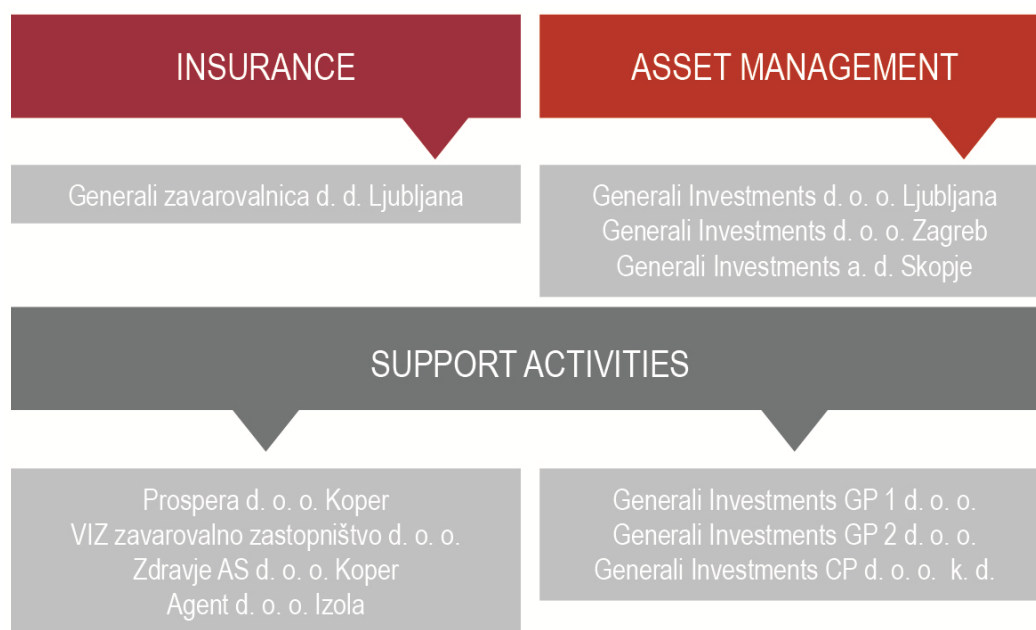 INSURANCE
Generali zavarovalnica d. d. Ljubljana
ASSET MANAGEMENT
Generali Investments d. o. o. Ljubljana
Generali Investments d. o. o. Zagreb
Generali Investments a. d. Skopje
SUPPORT ACTIVITIES
Prospera d. o. o. Koper
VIZ zavarovalno zastopništvo d. o. o.
Zdravje AS d. o. o. Koper
Agent d. o. o. Izola
Generali Investments GP 1 d. o. o.
Generali Investments GP 2 d. o. o.
Generali Investments CP d. o. o. k. d.